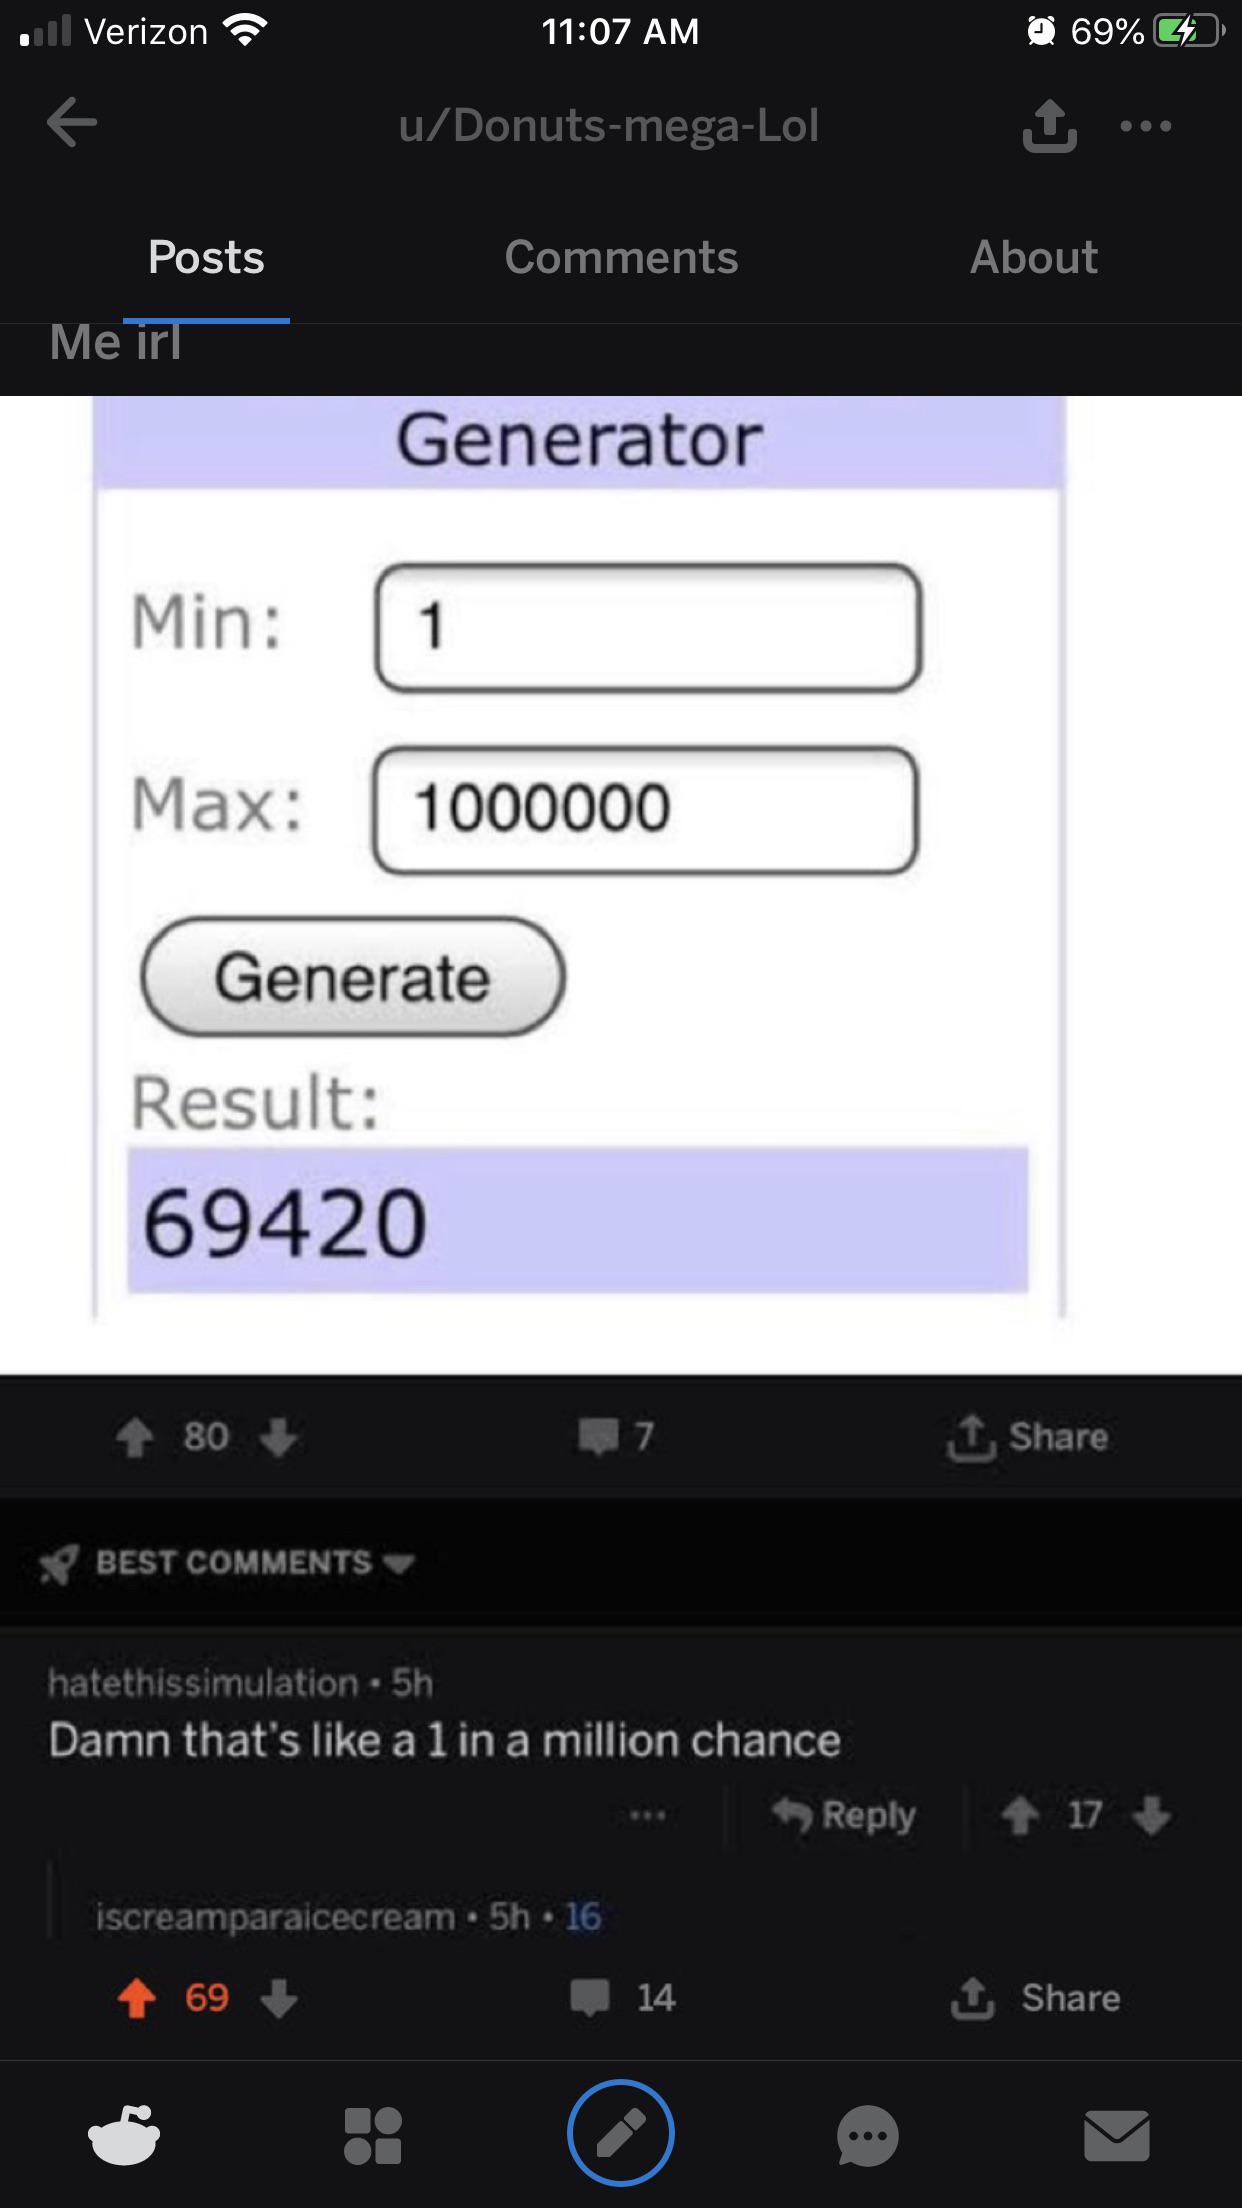 Verizon 11:07 AM 69%
u/Donuts-mega-Lol
Posts Comments About
Me irl
Generator
Min: 1
Max: 1000000
Generate
Result:
69420
80 7 Share
BEST COMMENTS
hatethissimulation • 5h
Damn that's like a 1 in a million chance
Reply 17
iscreamparaicecream • 5h • 16
69 14 Share